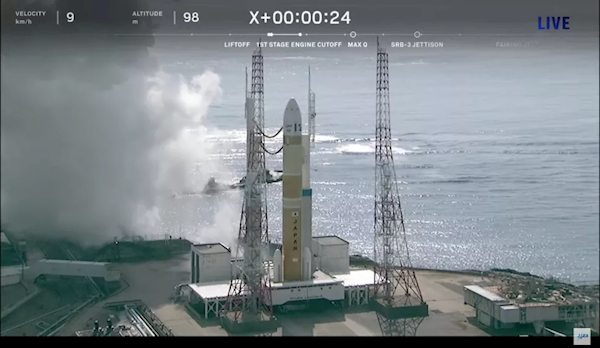 VELOCITY
km/h
9
ALTITUDE
m
98
X+00:00:24
LIVE
LIFTOFF
1ST STAGE ENGINE CUTOFF
MAX Q
SRB-3 JETTISON
JAPAN